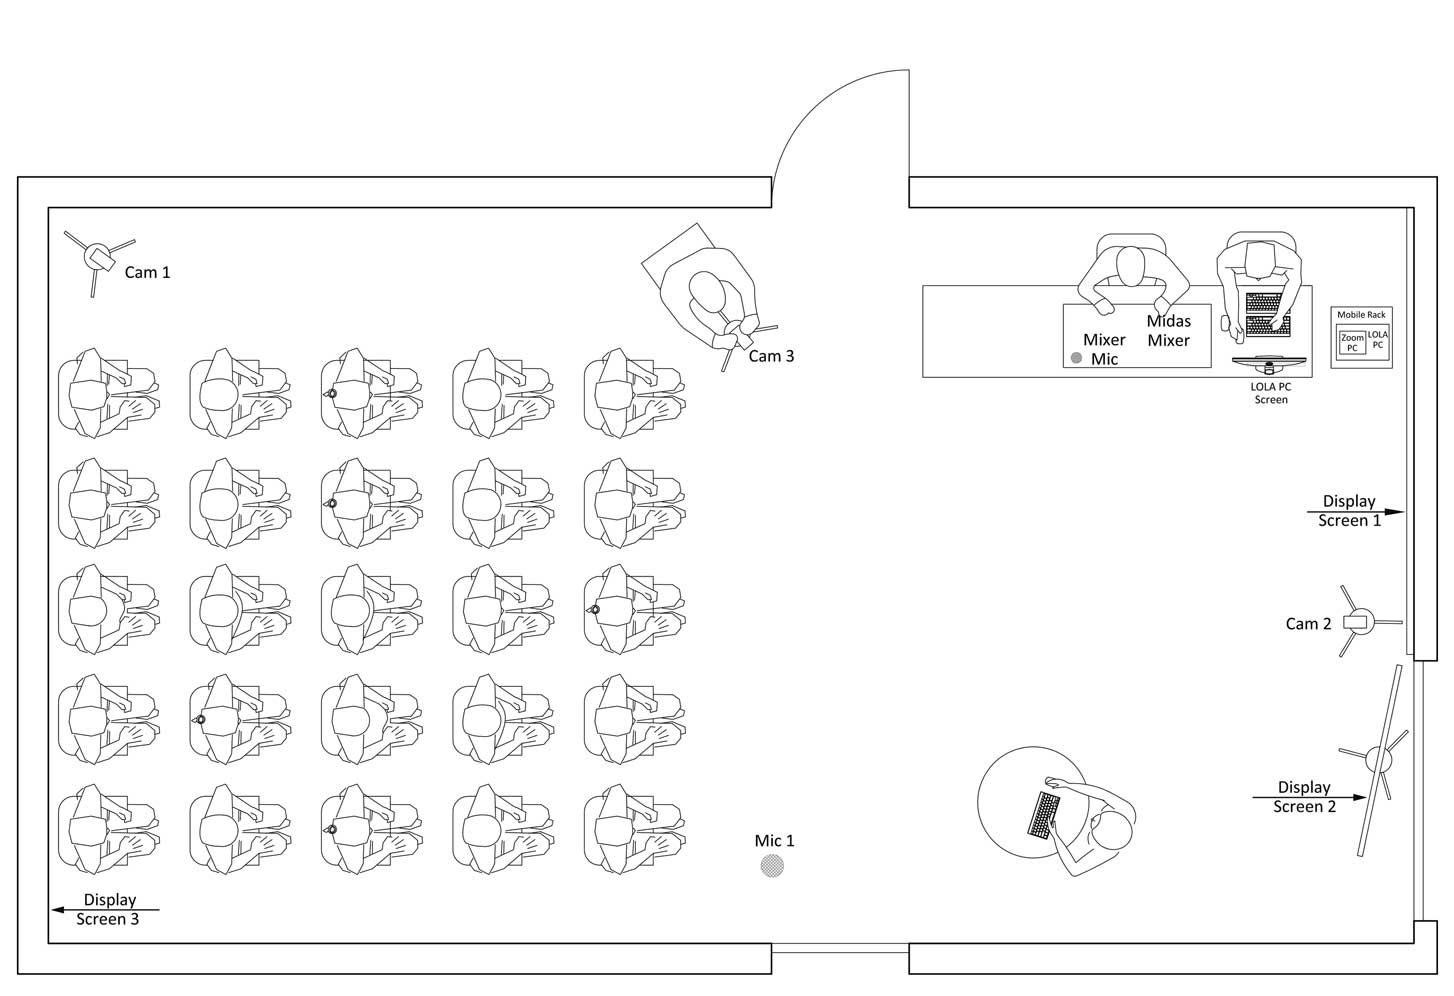 Cam 1
Cam 3
Midas
Mixer
Mixer
Mic
Mobile Rack
Zoom
PC
LOLA
PC
LOLA PC
Screen
Display
Screen 1
Cam 2
Display
Screen 2
Mic 1
Display
Screen 3